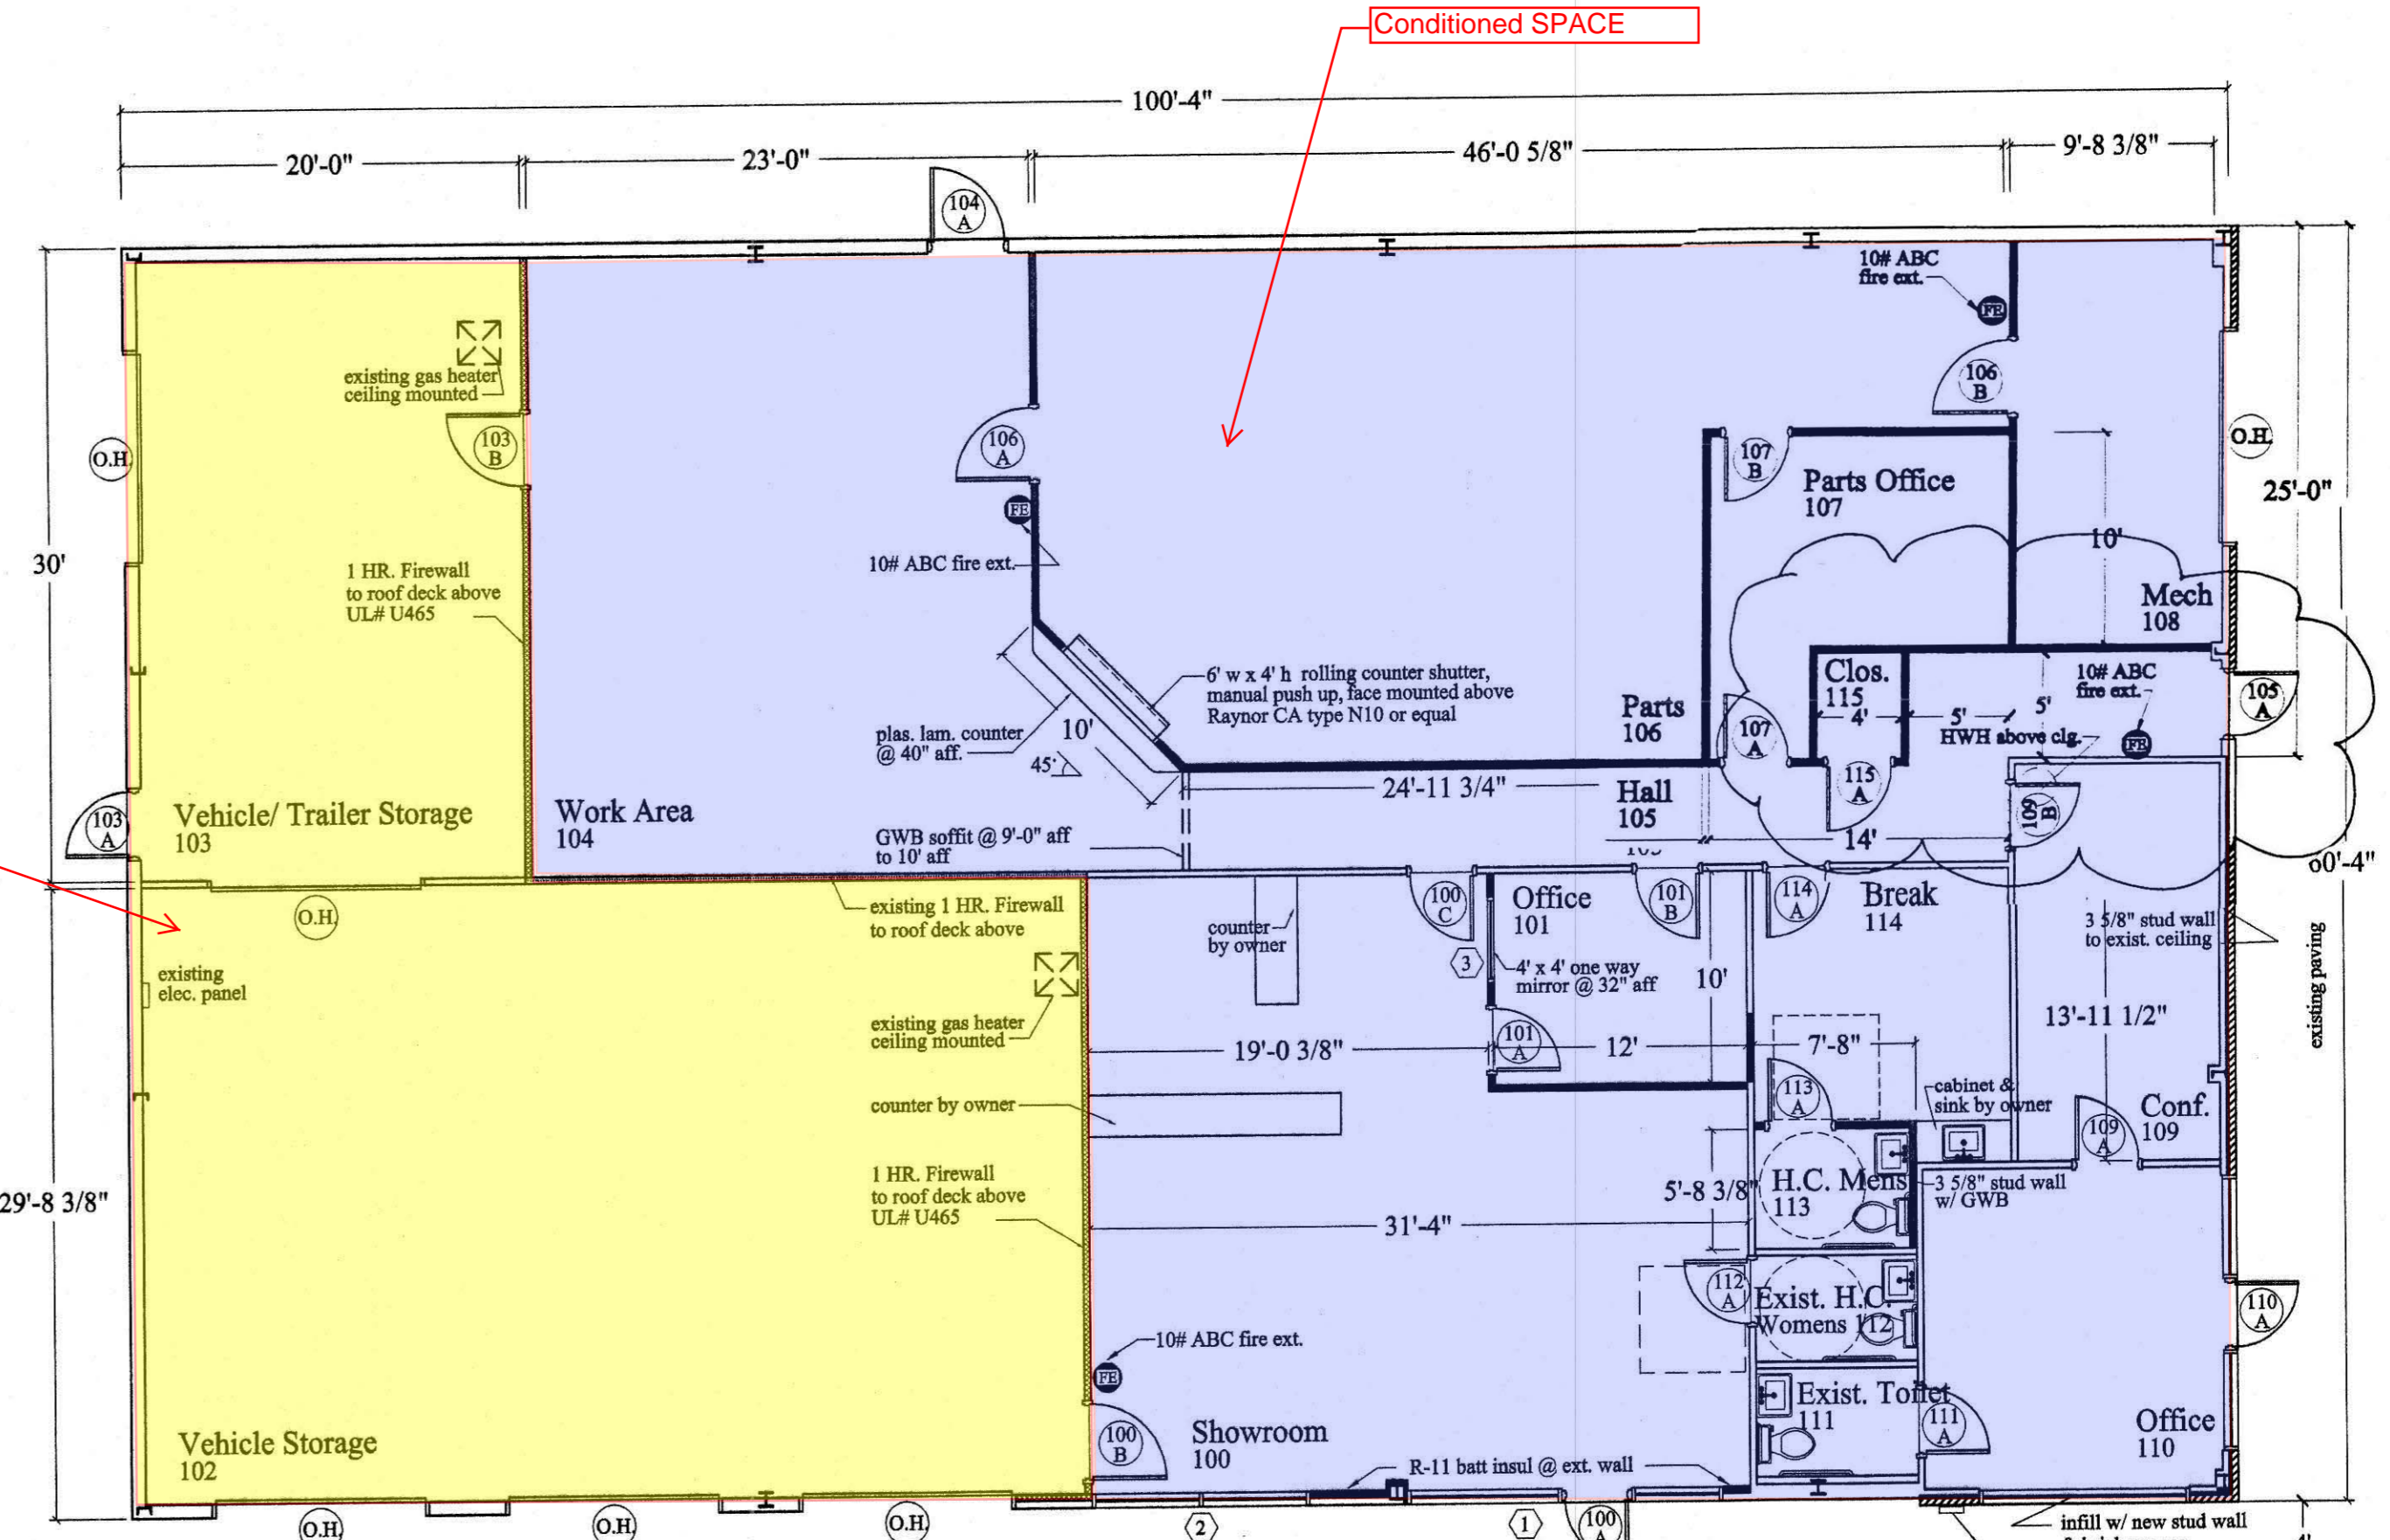 Conditioned SPACE
100'-4"
20'-0"
23'-0"
46'-0 5/8"
9'-8 3/8"
104
A
10# ABC
fire ext.
FE
existing gas heater
ceiling mounted
106
B
O.H.
103
B
106
A
107
B
O.H.
Parts Office
107
25'-0"
FE
10'
30'
10# ABC fire ext.
1 HR. Firewall
to roof deck above
UL# U465
Mech
108
6' w x 4' h rolling counter shutter,
manual push up, face mounted above
Raynor CA type N10 or equal
Clos.
115
4'
5'
5'
10# ABC
fire ext.
105
A
Parts
106
107
A
HWH above clg.
FE
plas. lam. counter
@ 40" aff.
10'
45°
115
A
24'-11 3/4"
Hall
105
103
A
Vehicle/ Trailer Storage
103
Work Area
104
GWB soffit @ 9'-0" aff
to 10' aff
109
B
14'
60'-4"
O.H.
existing 1 HR. Firewall
to roof deck above
counter
by owner
100
C
Office
101
101
B
114
A
Break
114
3 5/8" stud wall
to exist. ceiling
3
4' x 4' one way
mirror @ 32" aff
10'
existing
elec. panel
existing paving
existing gas heater
ceiling mounted
13'-11 1/2"
19'-0 3/8"
101
A
12'
7'-8"
counter by owner
113
A
cabinet &
sink by owner
Conf.
109
109
A
1 HR. Firewall
to roof deck above
UL# U465
29'-8 3/8"
5'-8 3/8"
H.C. Mens
113
3 5/8" stud wall
w/ GWB
31'-4"
112
A
Exist. H.C.
Womens 112
110
A
10# ABC fire ext.
FE
Exist. Toilet
111
111
A
Office
110
Vehicle Storage
102
100
B
Showroom
100
R-11 batt insul @ ext. wall
O.H.
O.H.
O.H.
2
1
100
A
infill w/ new stud wall
4'